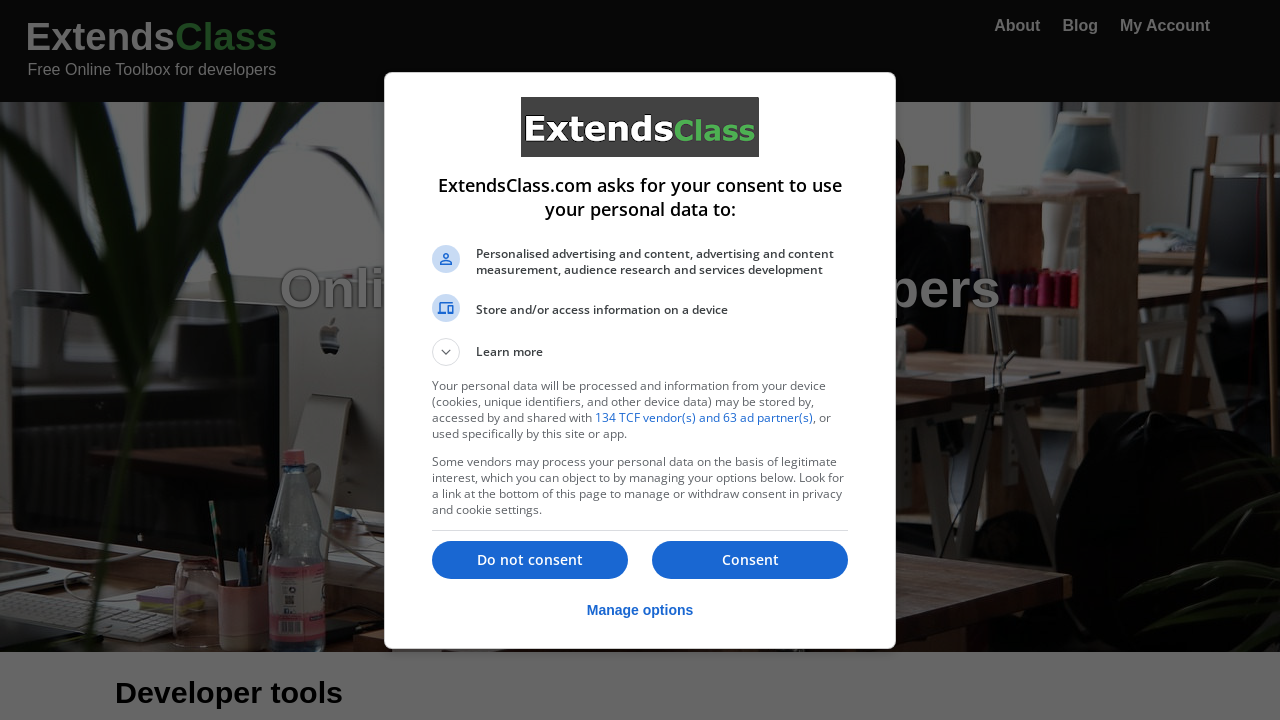 ExtendsClass
Free Online Toolbox for developers
About Blog My Account
ExtendsClass
ExtendsClass.com asks for your consent to use
your personal data to:
Personalised advertising and content, advertising and content
measurement, audience research and services development
Store and/or access information on a device
Learn more
Your personal data will be processed and information from your device
(cookies, unique identifiers, and other device data) may be stored by,
accessed by and shared with 134 TCF vendor(s) and 63 ad partner(s), or
used specifically by this site or app.
Some vendors may process your personal data on the basis of legitimate
interest, which you can object to by managing your options below. Look for
a link at the bottom of this page to manage or withdraw consent in privacy
and cookie settings.
Do not consent Consent
Manage options
Developer tools